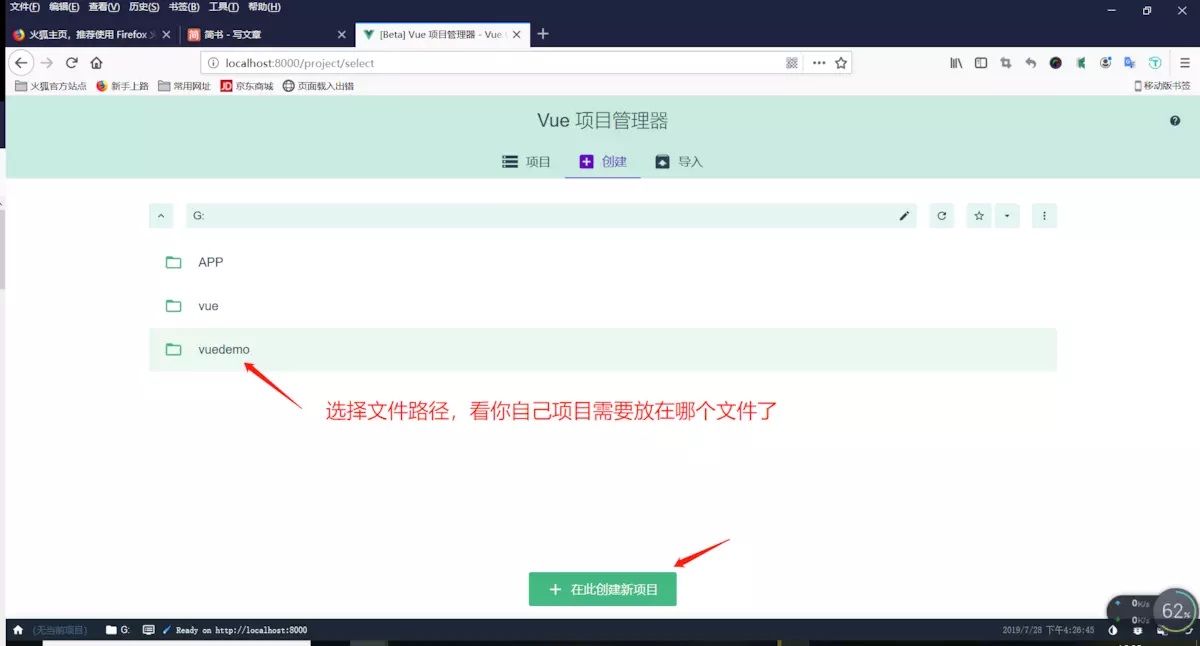 文件(F) 编辑(E) 查看(V) 历史(S) 书签(B) 工具(T) 帮助(H)
火狐主页，推荐使用 Firefox
简书 - 写文章
[Beta] Vue 项目管理器 - Vue
localhost:8000/project/select
火狐官方站点 新手上路 常用网址 JD 京东商城 页面载入出错 移动版书签
Vue 项目管理器
项目 创建 导入
G:
APP
vue
vuedemo
选择文件路径，看你自己项目需要放在哪个文件了
在此创建新项目
0K/s
62%
0K/s
(无当前项目) G: Ready on http://localhost:8000 2019/7/28 下午4:26:45